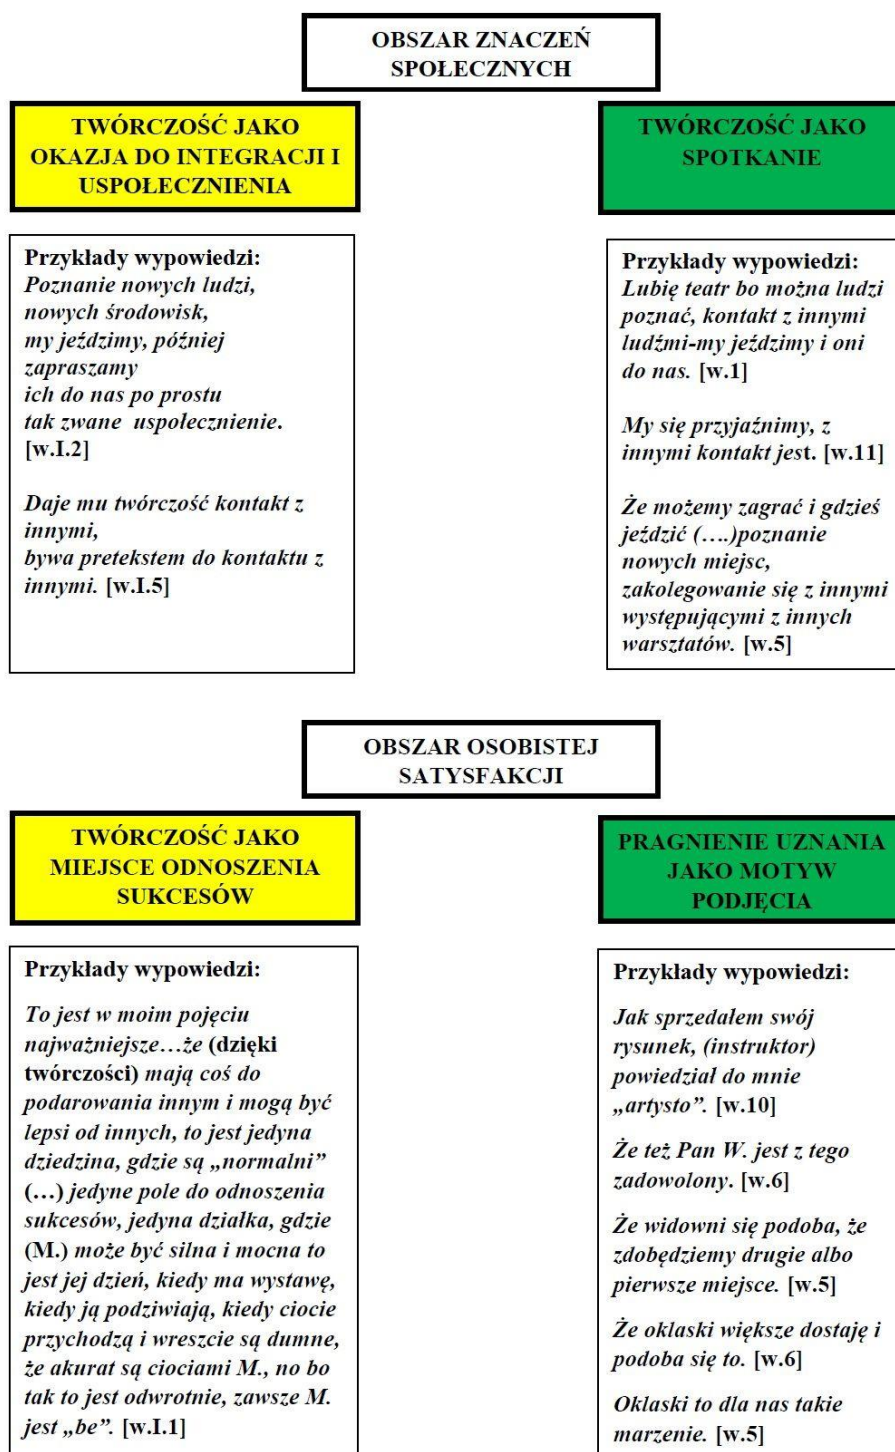 OBSZAR ZNACZEŃ
SPOŁECZNYCH
TWÓRCZOŚĆ JAKO
OKAZJA DO INTEGRACJI I
USPOŁECZNIENIA
Przykłady wypowiedzi:
Poznanie nowych ludzi,
nowych środowisk,
my jeździmy, później
zapraszamy
ich do nas po prostu
tak zwane uspołecznienie.
[w.I.2]
Daje mu twórczość kontakt z
innymi,
bywa pretekstem do kontaktu z
innymi. [w.I.5]
TWÓRCZOŚĆ JAKO
SPOTKANIE
Przykłady wypowiedzi:
Lubię teatr bo można ludzi
poznać, kontakt z innymi
ludźmi-my jeździmy i oni
do nas. [w.1]
My się przyjaźnimy, z
innymi kontakt jest. [w.11]
Że możemy zagrać i gdzieś
jeździć (….)poznanie
nowych miejsc,
zakolegowanie się z innymi
występującymi z innych
warsztatów. [w.5]
OBSZAR OSOBISTEJ
SATYSFAKCJI
TWÓRCZOŚĆ JAKO
MIEJSCE ODNOSZENIA
SUKCESÓW
Przykłady wypowiedzi:
To jest w moim pojęciu
najważniejsze…że (dzięki
twórczości) mają coś do
podarowania innym i mogą być
lepsi od innych, to jest jedyna
dziedzina, gdzie są „normalni”
(…) jedyne pole do odnoszenia
sukcesów, jedyna działka, gdzie
(M.) może być silna i mocna to
jest jej dzień, kiedy ma wystawę,
kiedy ją podziwiają, kiedy ciocie
przychodzą i wreszcie są dumne,
że akurat są ciociami M., no bo
tak to jest odwrotnie, zawsze M.
jest „be”. [w.I.1]
PRAGNIENIE UZNANIA
JAKO MOTYW
PODJĘCIA
Przykłady wypowiedzi:
Jak sprzedałem swój
rysunek, (instruktor)
powiedział do mnie
„artysto”. [w.10]
Że też Pan W. jest z tego
zadowolony. [w.6]
Że widowni się podoba, że
zdobędziemy drugie albo
pierwsze miejsce. [w.5]
Że oklaski większe dostaję i
podoba się to. [w.6]
Oklaski to dla nas takie
marzenie. [w.5]